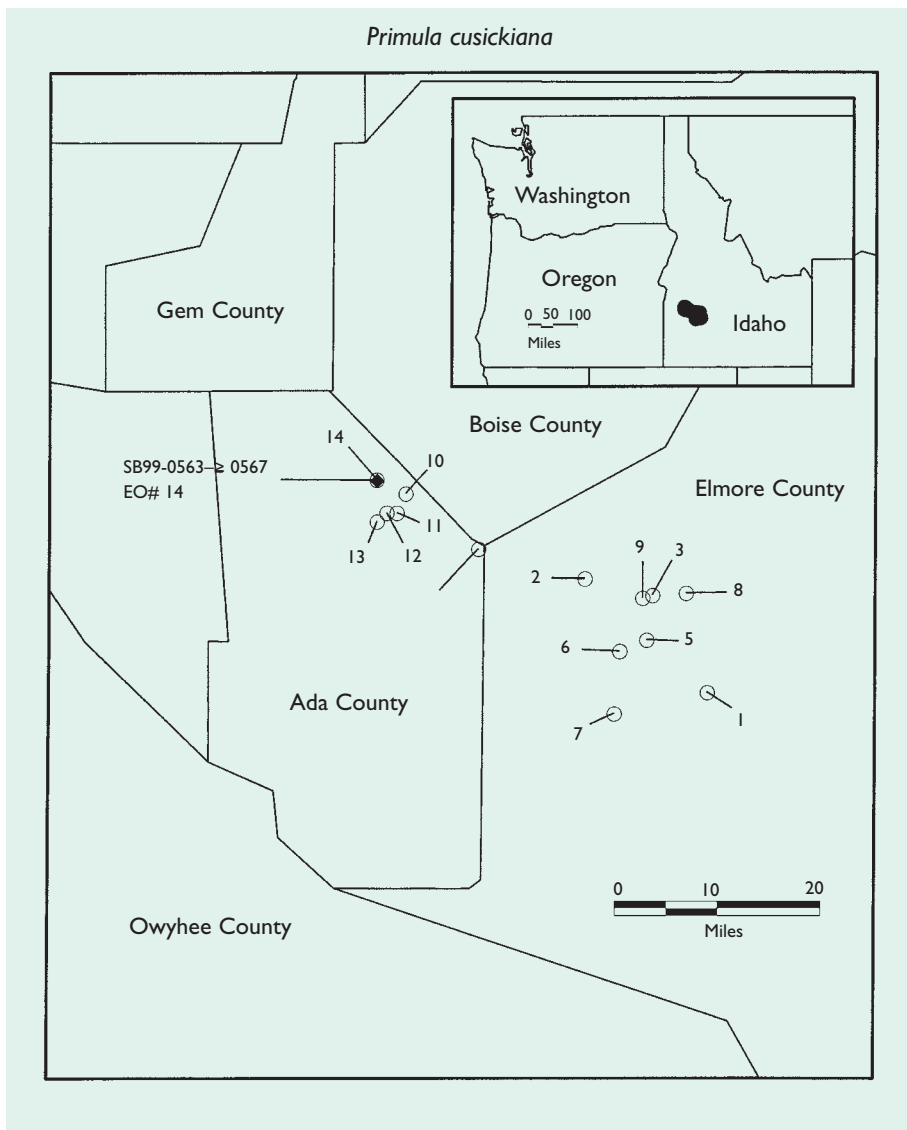 Primula cusickiana
Washington
Oregon
0 50 100
Miles
Idaho
Gem County
Boise County
14
10
SB99-0563–≥ 0567
EO# 14
Elmore County
11
13
12
9
3
2
8
6
5
Ada County
7
1
0 10 20
Miles
Owyhee County